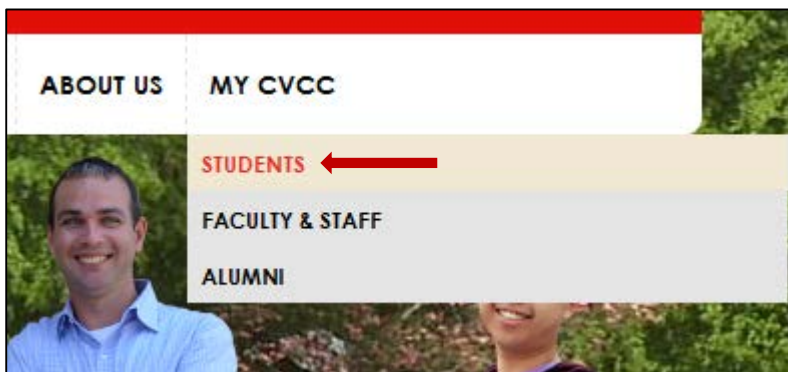 ABOUT US MY CVCC
STUDENTS
FACULTY & STAFF
ALUMNI